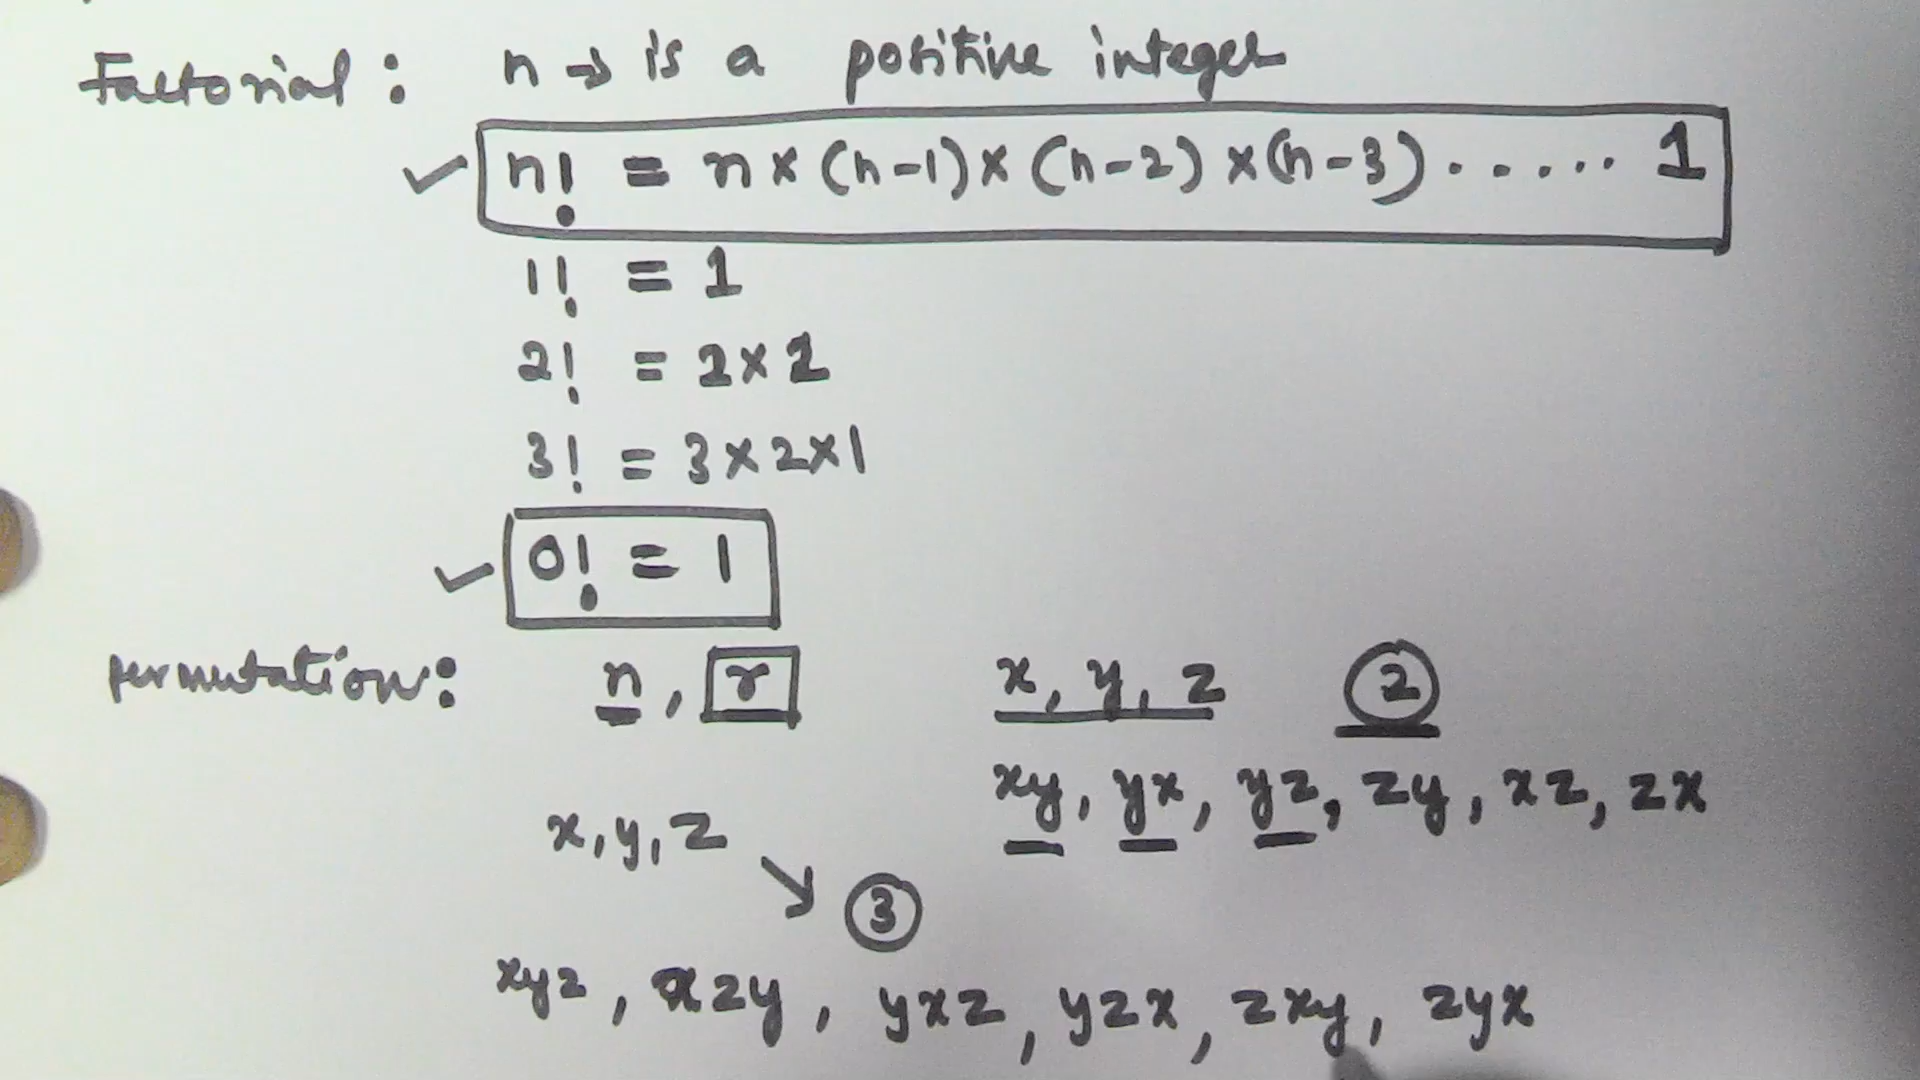 Factorial : n → is a positive integer
n! = n × (n-1) × (n-2) × (n-3) ...... 1
1! = 1
2! = 2 × 1
3! = 3 × 2 × 1
0! = 1
permutation: n, r x, y, z 2
xy, yx, yz, zy, xz, zx
x, y, z → 3
xyz, xzy, yxz, yzx, zxy, zyx